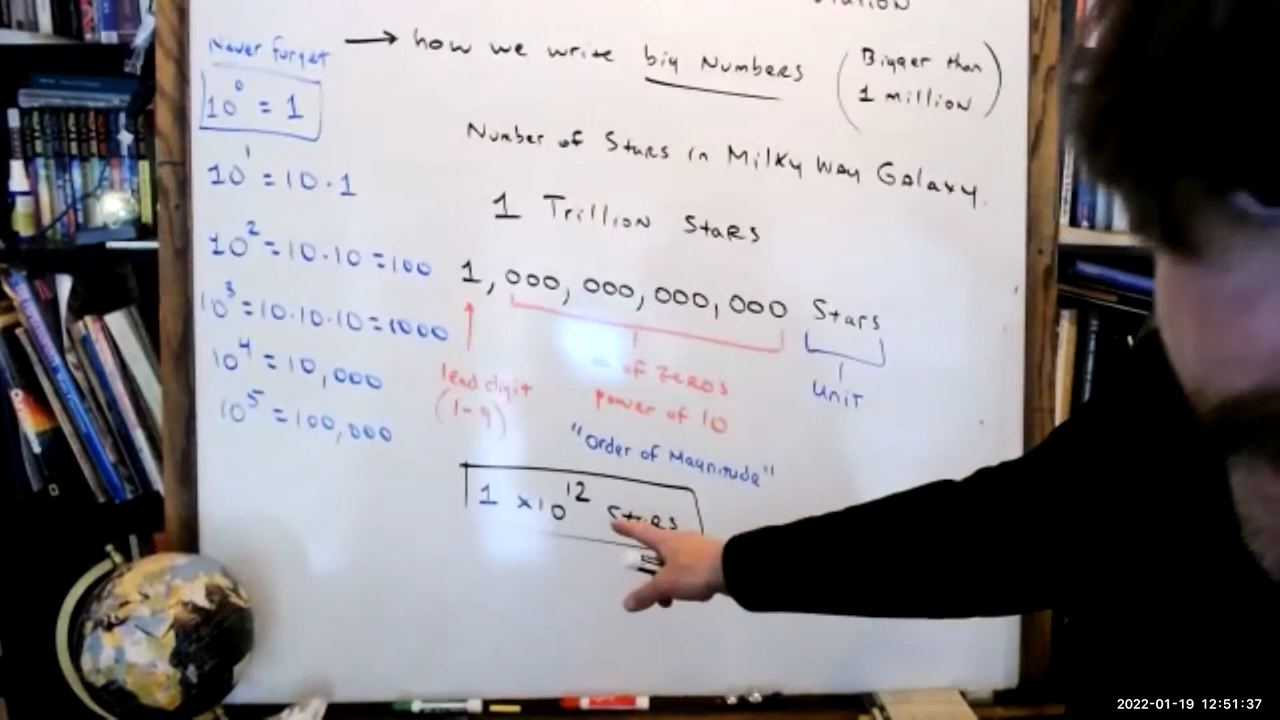 Never forget
10⁰ = 1
10¹ = 10 . 1
10² = 10 . 10 = 100
10³ = 10 . 10 . 10 = 1000
10⁴ = 10,000
10⁵ = 100,000
→ how we write big Numbers (Bigger than
1 million)
Number of Stars in Milky Way Galaxy.
1 Trillion Stars
1,000,000,000,000 Stars
lead digit
(1-9)
of zeros
power of 10
Unit
"Order of Magnitude"
1 ×10¹² Stars
2022-01-19 12:51:37